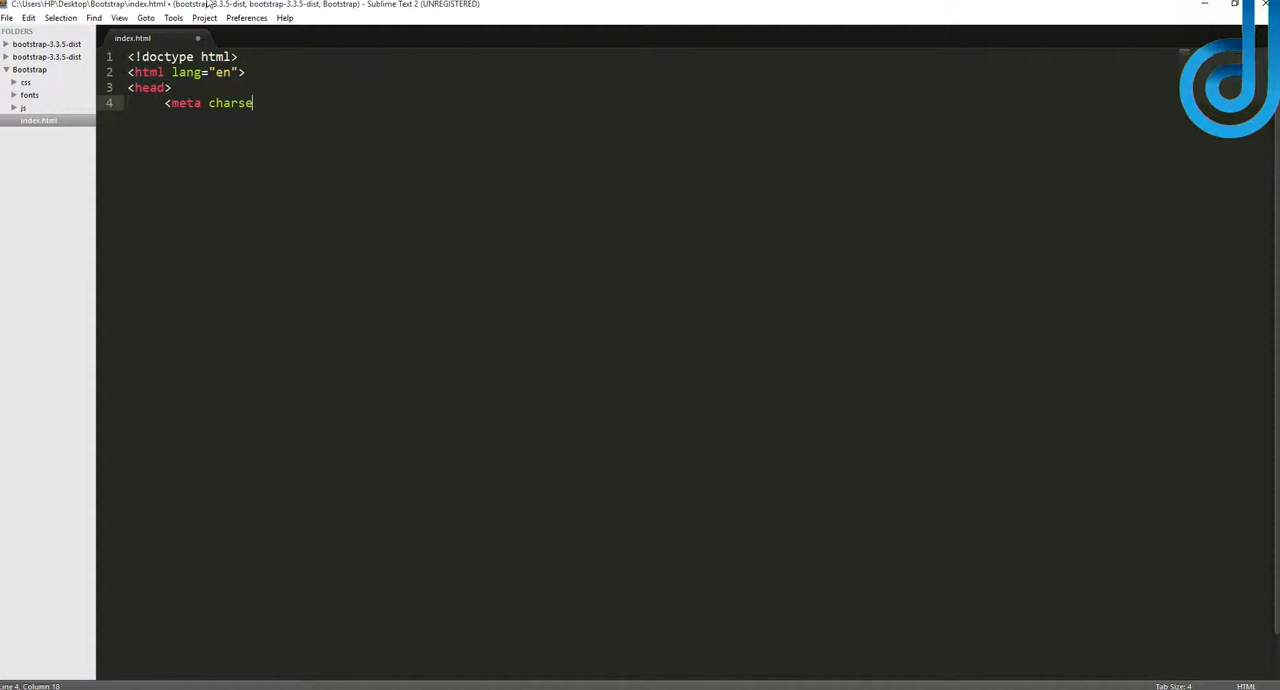 C:\Users\HP\Desktop\Bootstrap\index.html • (bootstrap-3.3.5-dist, bootstrap-3.3.5-dist, Bootstrap) - Sublime Text 2 (UNREGISTERED)
File Edit Selection Find View Goto Tools Project Preferences Help
FOLDERS
bootstrap-3.3.5-dist
bootstrap-3.3.5-dist
Bootstrap
css
fonts
js
index.html
index.html
1 <!doctype html>
2 <html lang="en">
3 <head>
4 <meta charse
Line 4, Column 18
Tab Size: 4
HTML